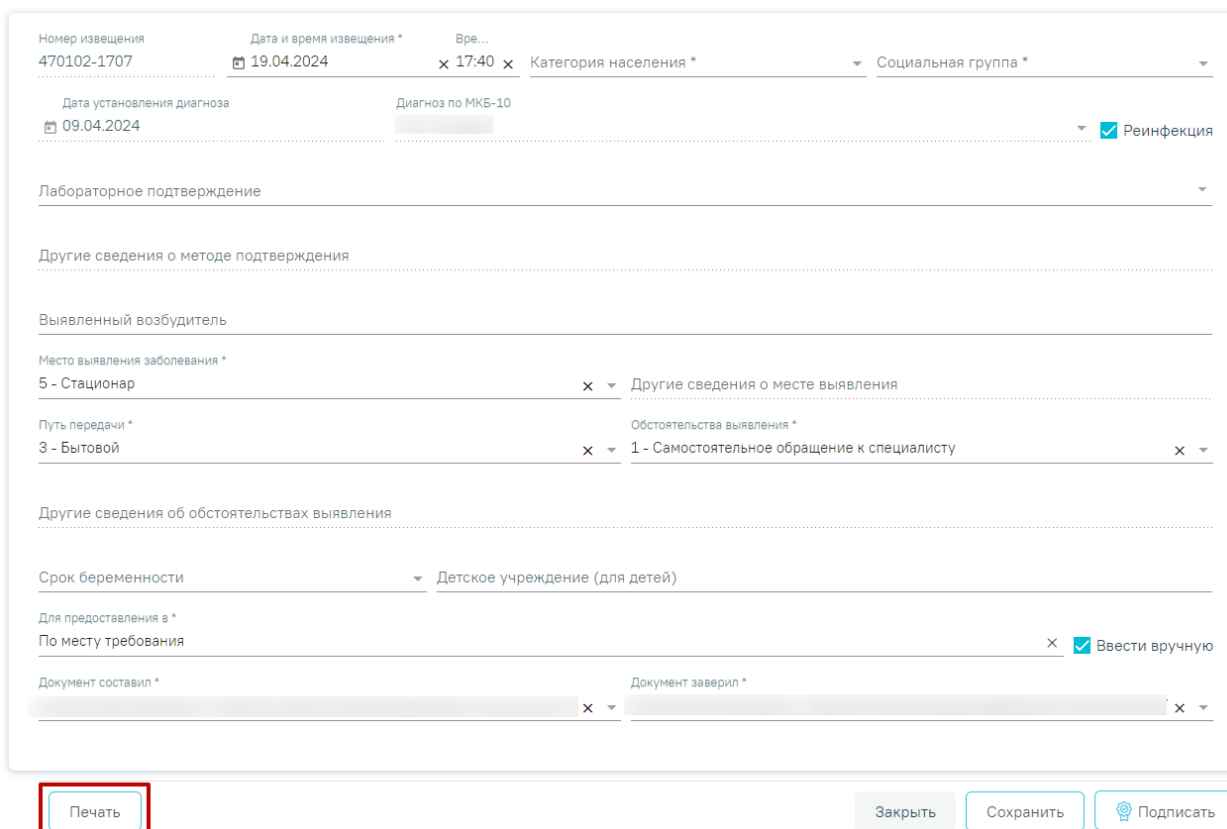 Номер извещения Дата и время извещения * Вре...
470102-1707 19.04.2024 17:40 Категория населения * Социальная группа *
Дата установления диагноза Диагноз по МКБ-10
09.04.2024 Реинфекция
Лабораторное подтверждение
Другие сведения о методе подтверждения
Выявленный возбудитель
Место выявления заболевания *
5 - Стационар Другие сведения о месте выявления
Путь передачи * Обстоятельства выявления *
3 - Бытовой 1 - Самостоятельное обращение к специалисту
Другие сведения об обстоятельствах выявления
Срок беременности Детское учреждение (для детей)
Для предоставления в *
По месту требования Ввести вручную
Документ составил * Документ заверил *
Печать Закрыть Сохранить Подписать